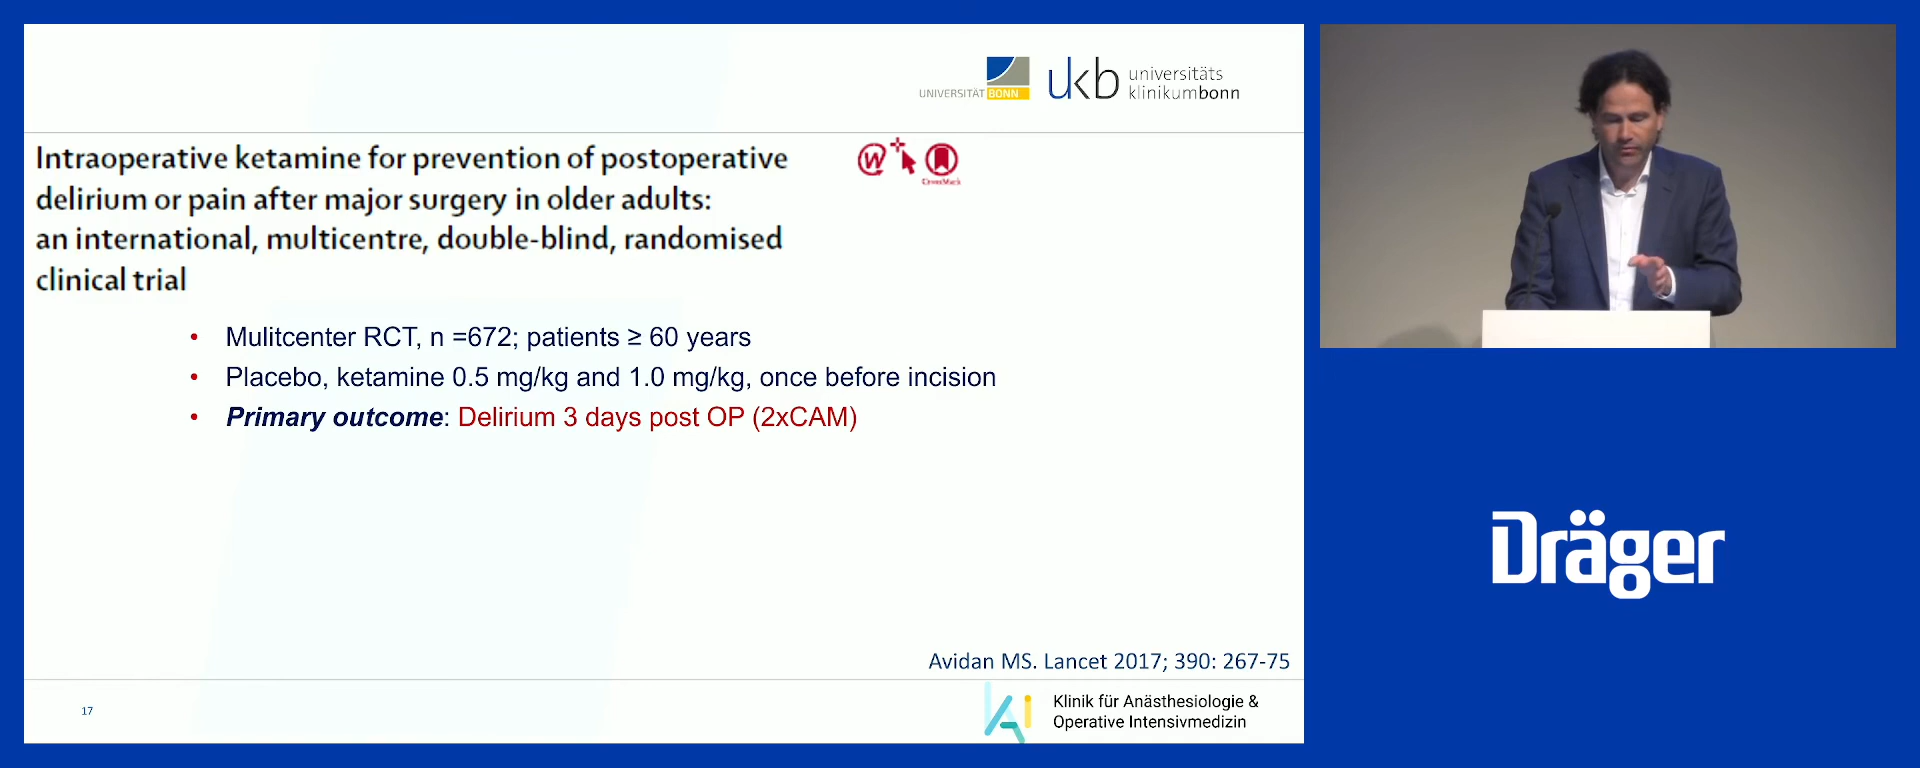 UNIVERSITÄT BONN
ukb universitäts
klinikumbonn
Intraoperative ketamine for prevention of postoperative
delirium or pain after major surgery in older adults:
an international, multicentre, double-blind, randomised
clinical trial
CrossMark
• Mulitcenter RCT, n =672; patients ≥ 60 years
• Placebo, ketamine 0.5 mg/kg and 1.0 mg/kg, once before incision
• Primary outcome: Delirium 3 days post OP (2xCAM)
Avidan MS. Lancet 2017; 390: 267-75
17
KAi
Klinik für Anästhesiologie &
Operative Intensivmedizin
Dräger